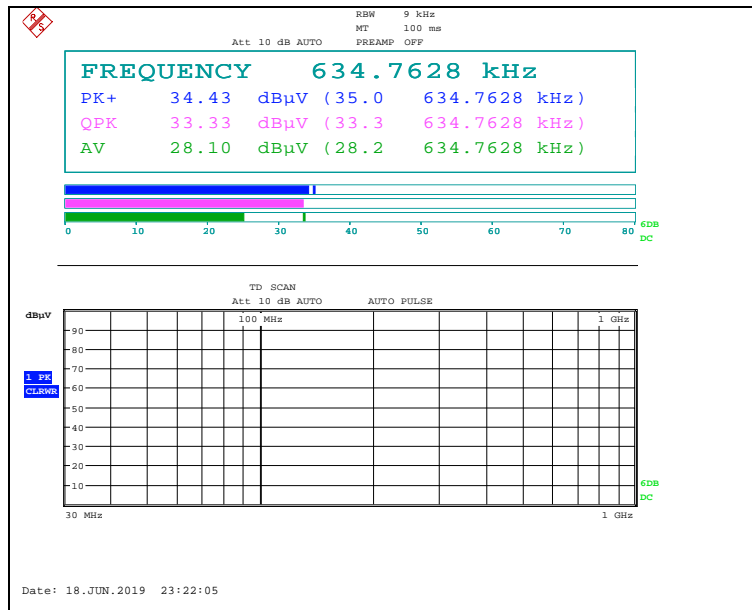 R S
RBW 9 kHz
MT 100 ms
Att 10 dB AUTO PREAMP OFF
FREQUENCY 634.7628 kHz
PK+ 34.43 dBµV (35.0 634.7628 kHz)
QPK 33.33 dBµV (33.3 634.7628 kHz)
AV 28.10 dBµV (28.2 634.7628 kHz)
0 10 20 30 40 50 60 70 80
6DB
DC
TD SCAN
Att 10 dB AUTO AUTO PULSE
dBµV
100 MHz 1 GHz
90
80
70
1 PK
60
CLRWR
50
40
30
20
10
6DB
DC
30 MHz 1 GHz
Date: 18.JUN.2019 23:22:05